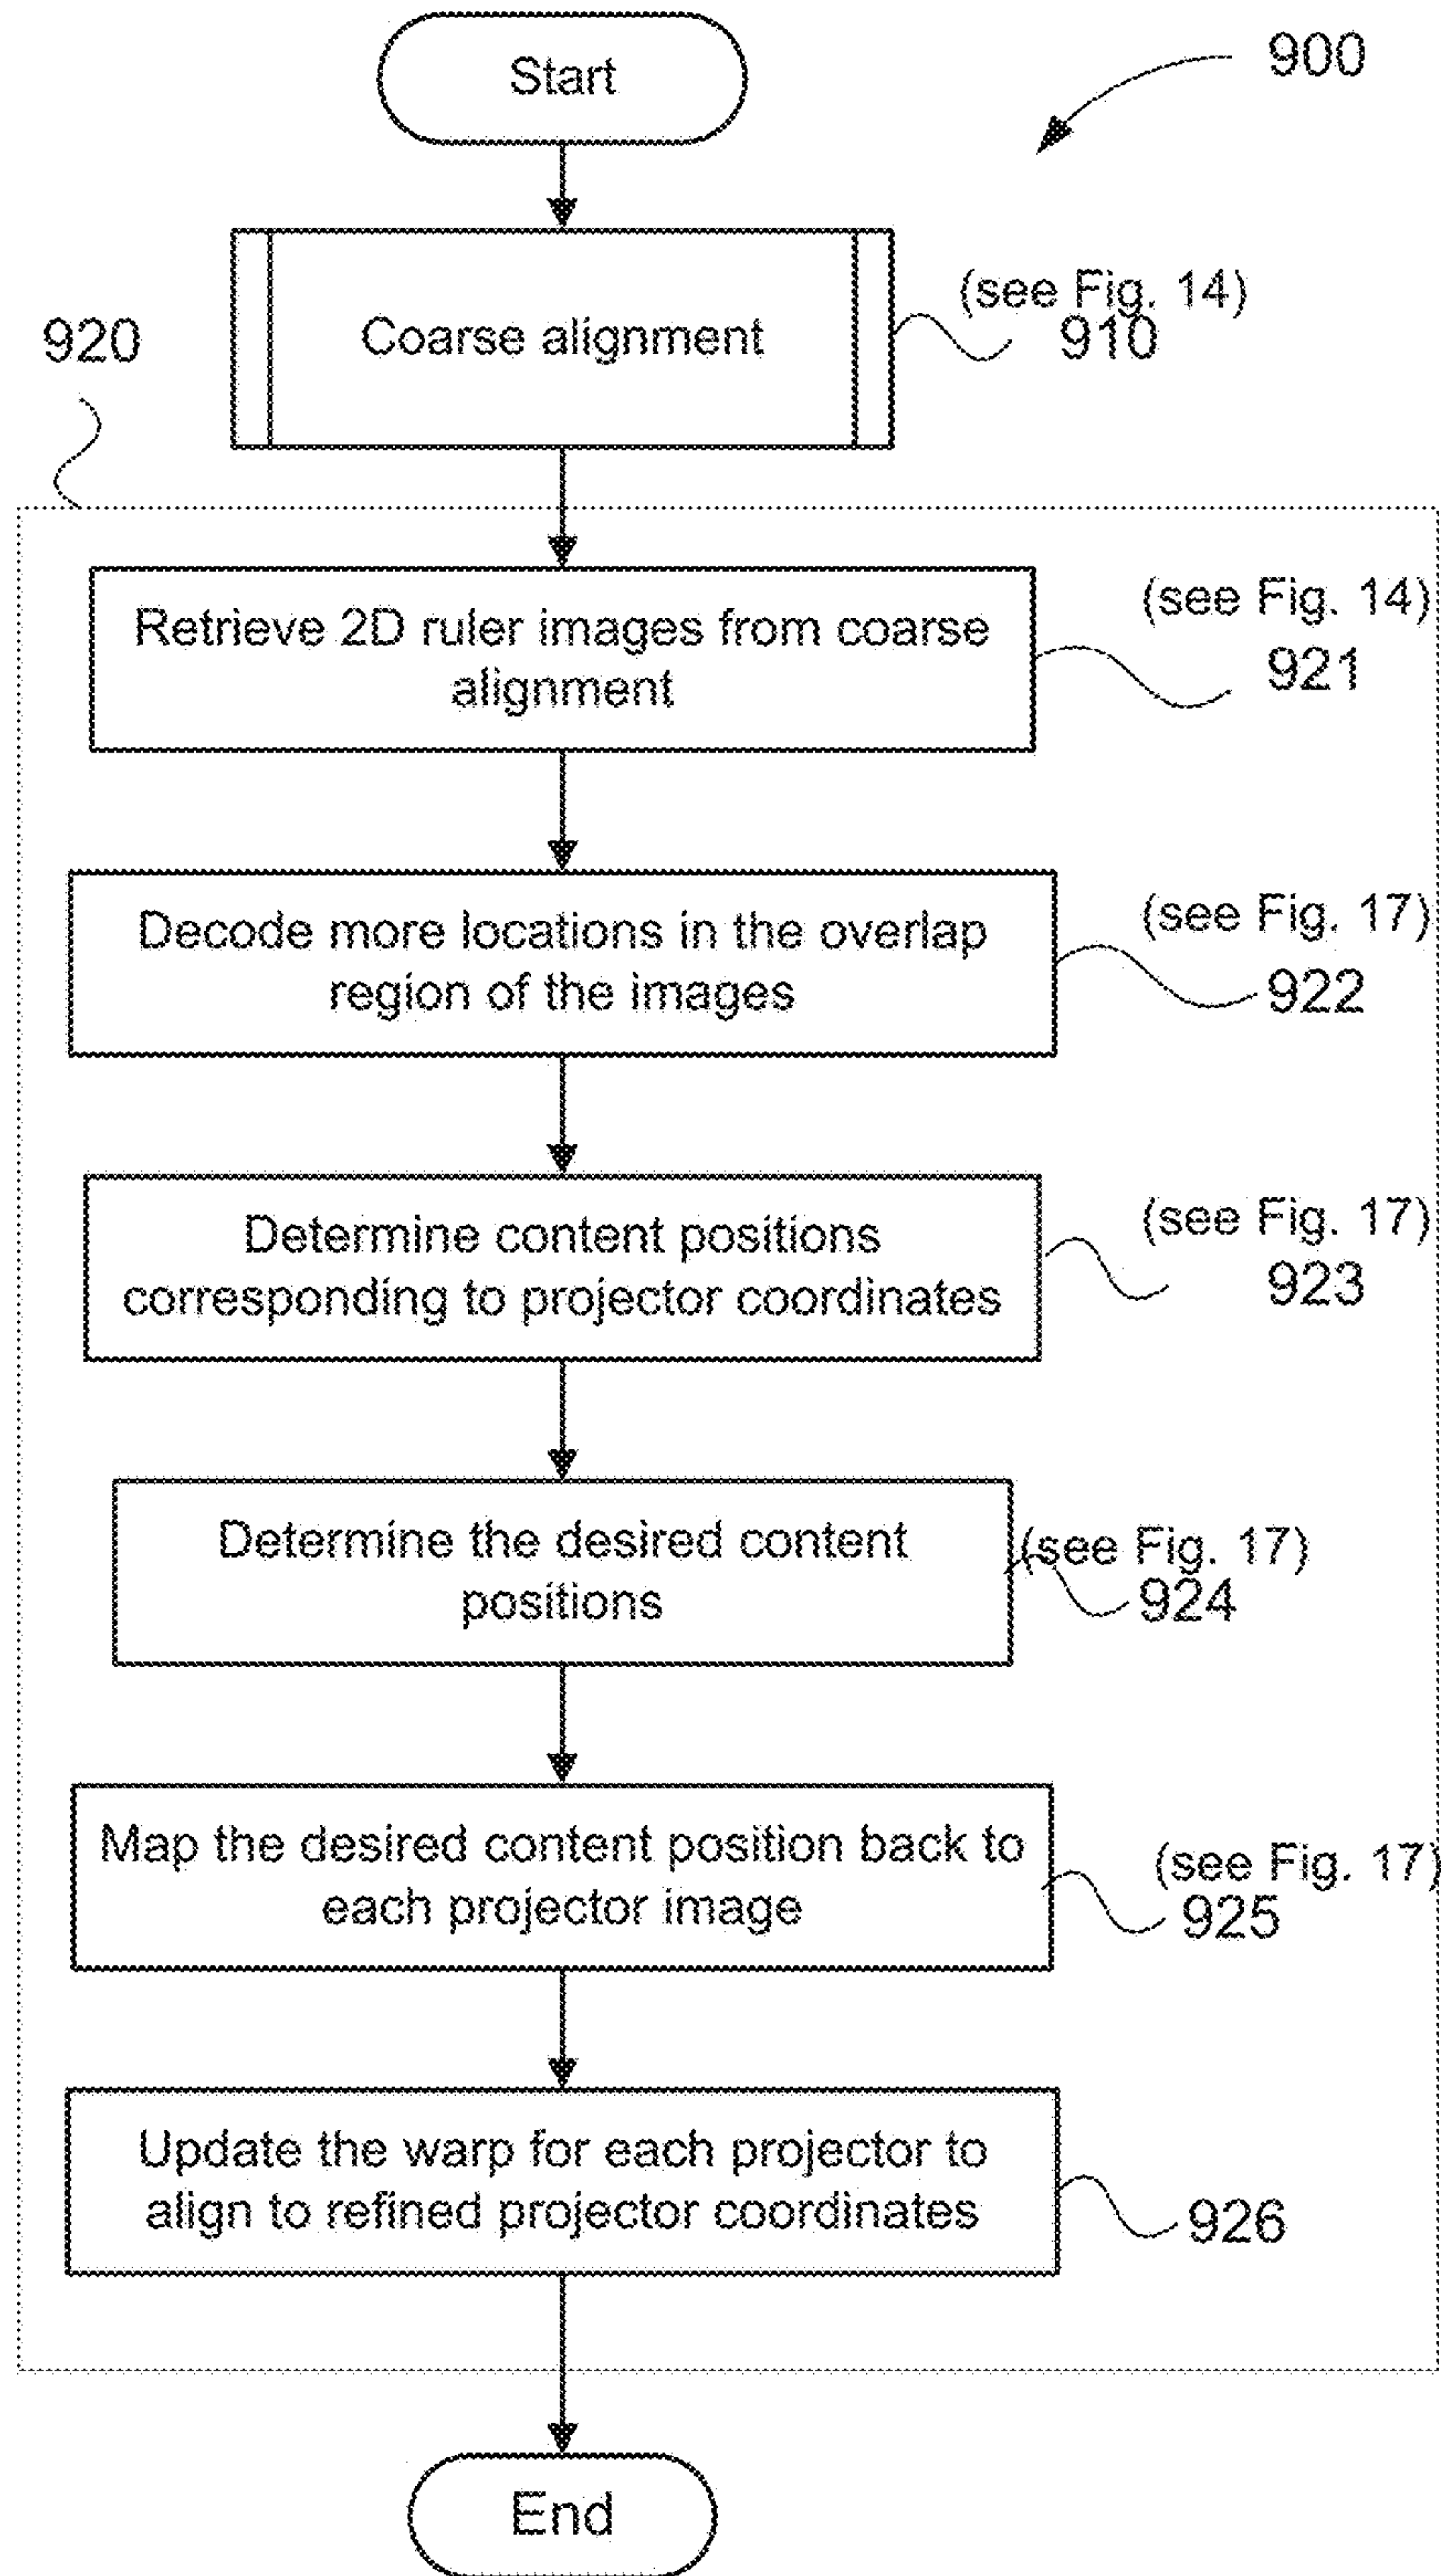 Start
900
Coarse alignment
(see Fig. 14)
910
920
Retrieve 2D ruler images from coarse
alignment
(see Fig. 14)
921
Decode more locations in the overlap
region of the images
(see Fig. 17)
922
Determine content positions
corresponding to projector coordinates
(see Fig. 17)
923
Determine the desired content
positions
(see Fig. 17)
924
Map the desired content position back to
each projector image
(see Fig. 17)
925
Update the warp for each projector to
align to refined projector coordinates
926
End